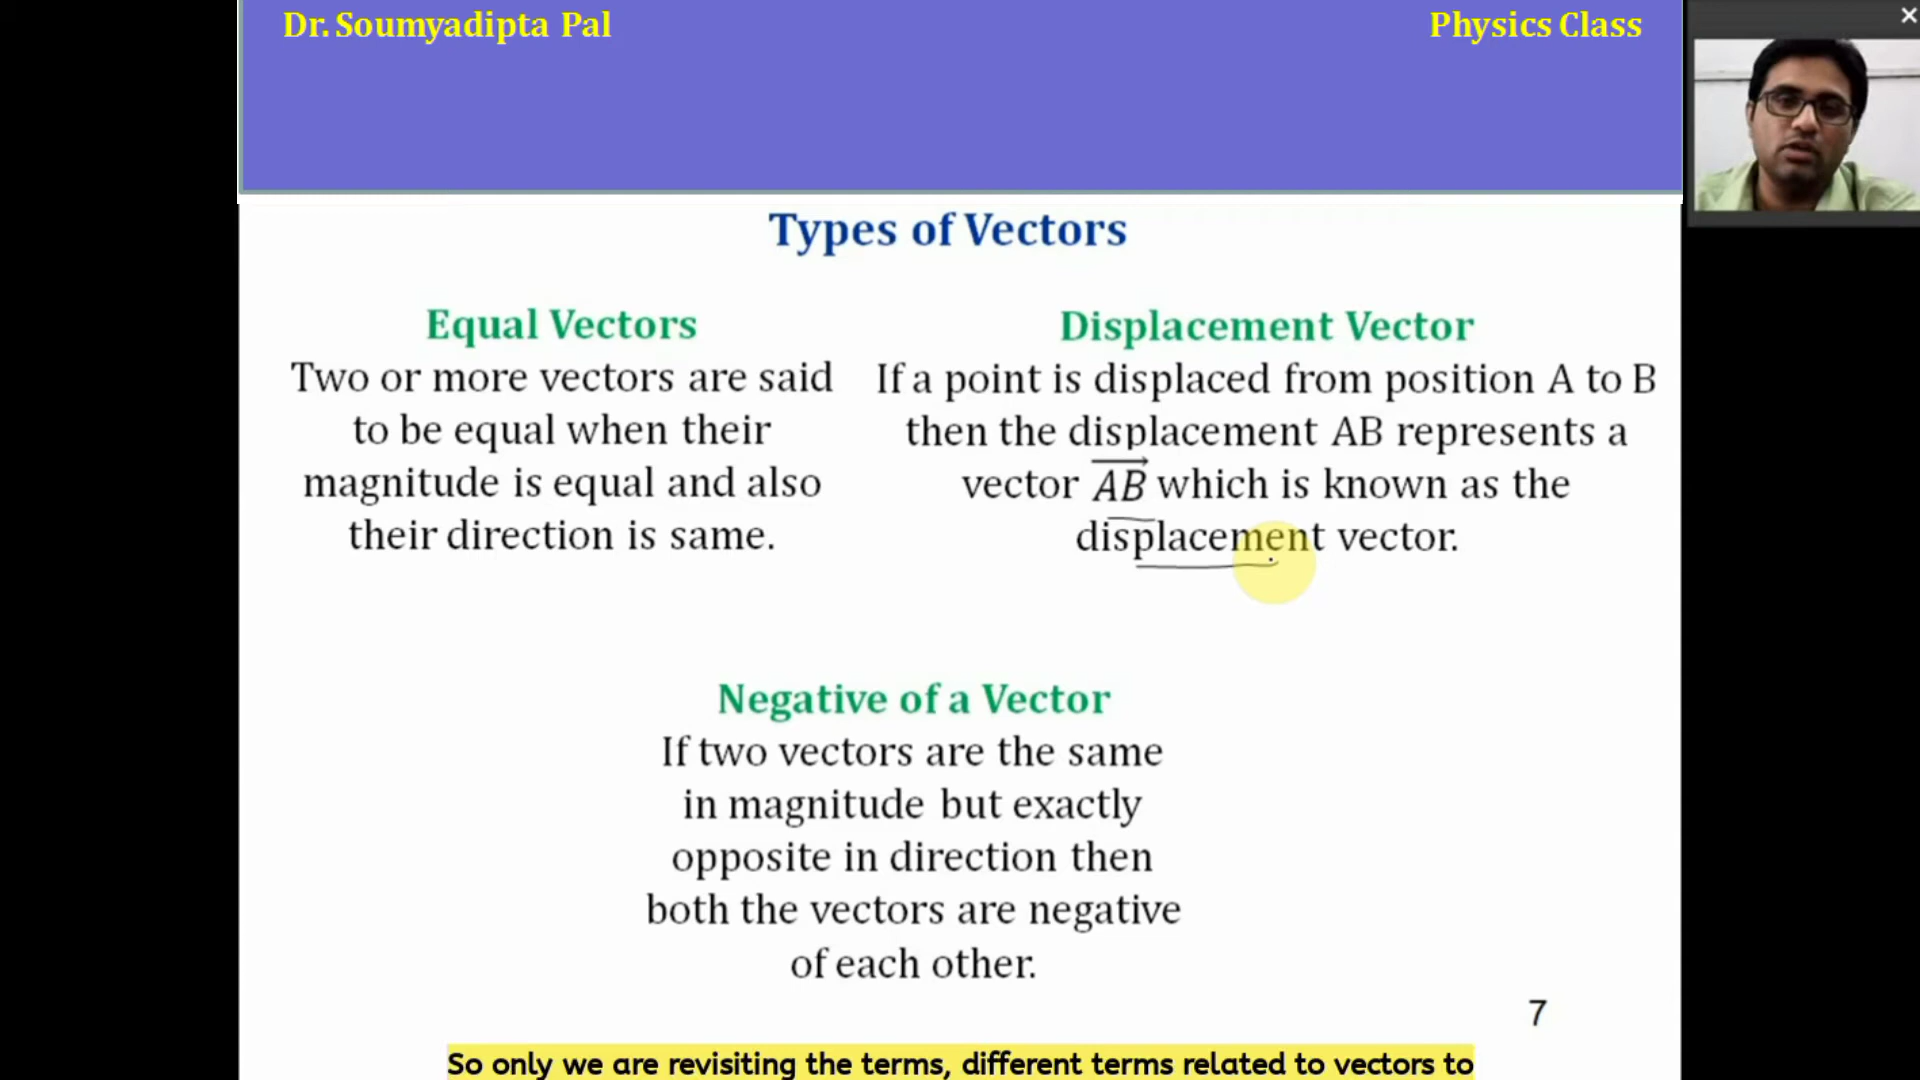 Dr. Soumyadipta Pal
Physics Class
Types of Vectors
Equal Vectors
Two or more vectors are said
to be equal when their
magnitude is equal and also
their direction is same.
Displacement Vector
If a point is displaced from position A to B
then the displacement AB represents a
vector $\overrightarrow{AB}$ which is known as the
displacement vector.
Negative of a Vector
If two vectors are the same
in magnitude but exactly
opposite in direction then
both the vectors are negative
of each other.
7
So only we are revisiting the terms, different terms related to vectors to